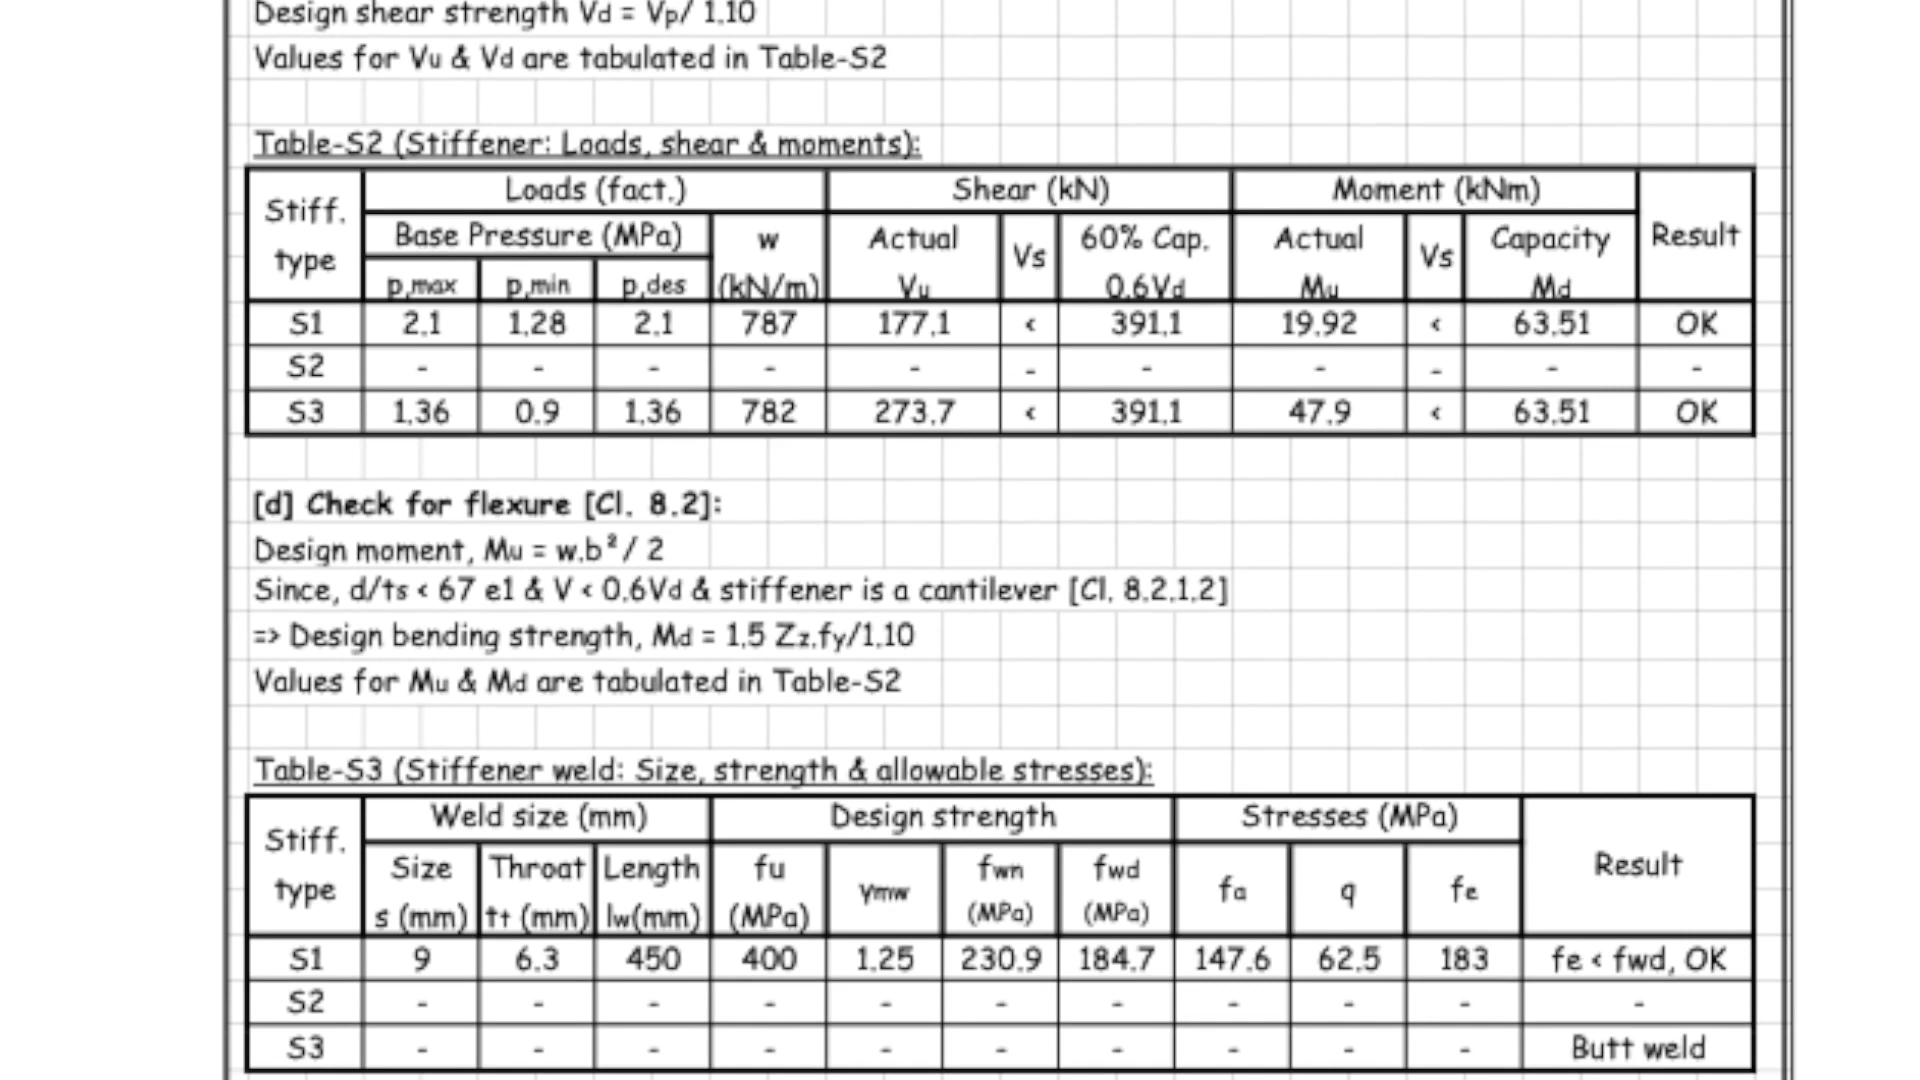 Design shear strength Vd = Vp/ 1.10
Values for Vu & Vd are tabulated in Table-S2
Table-S2 (Stiffener: Loads, shear & moments):
Stiff. type Loads (fact.) Shear (kN) Moment (kNm) Result
Base Pressure (MPa) w (kN/m) Actual Vu Vs 60% Cap. 0.6Vd Actual Mu Vs Capacity Md
p,max p,min p,des
S1 2.1 1.28 2.1 787 177.1 < 391.1 19.92 < 63.51 OK
S2 - - - - - - - - - - -
S3 1.36 0.9 1.36 782 273.7 < 391.1 47.9 < 63.51 OK
[d] Check for flexure [Cl. 8.2]:
Design moment, Mu = w.b²/ 2
Since, d/ts < 67 e1 & V < 0.6Vd & stiffener is a cantilever [Cl. 8.2.1.2]
=> Design bending strength, Md = 1.5 Zz.fy/1.10
Values for Mu & Md are tabulated in Table-S2
Table-S3 (Stiffener weld: Size, strength & allowable stresses):
Stiff. type Weld size (mm) Design strength Stresses (MPa) Result
Size s (mm) Throat tt (mm) Length lw(mm) fu (MPa) γmw fwn (MPa) fwd (MPa) fa q fe
S1 9 6.3 450 400 1.25 230.9 184.7 147.6 62.5 183 fe < fwd, OK
S2 - - - - - - - - - - -
S3 - - - - - - - - - - Butt weld